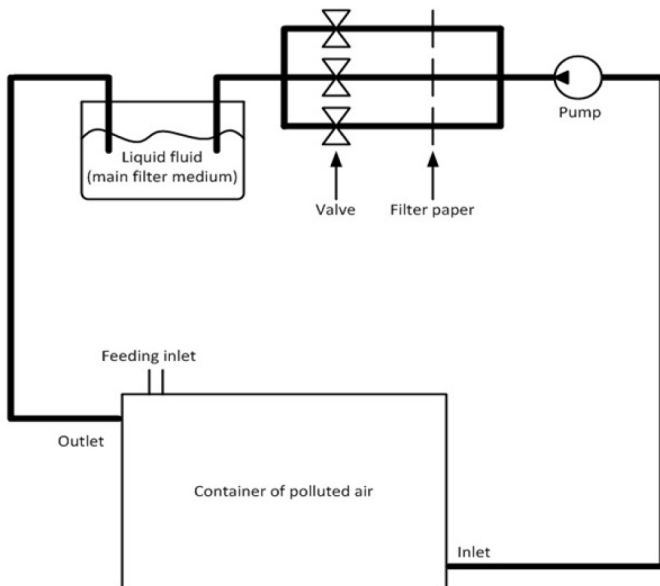 Pump
Liquid fluid
(main filter medium)
Valve
Filter paper
Feeding inlet
Outlet
Container of polluted air
Inlet